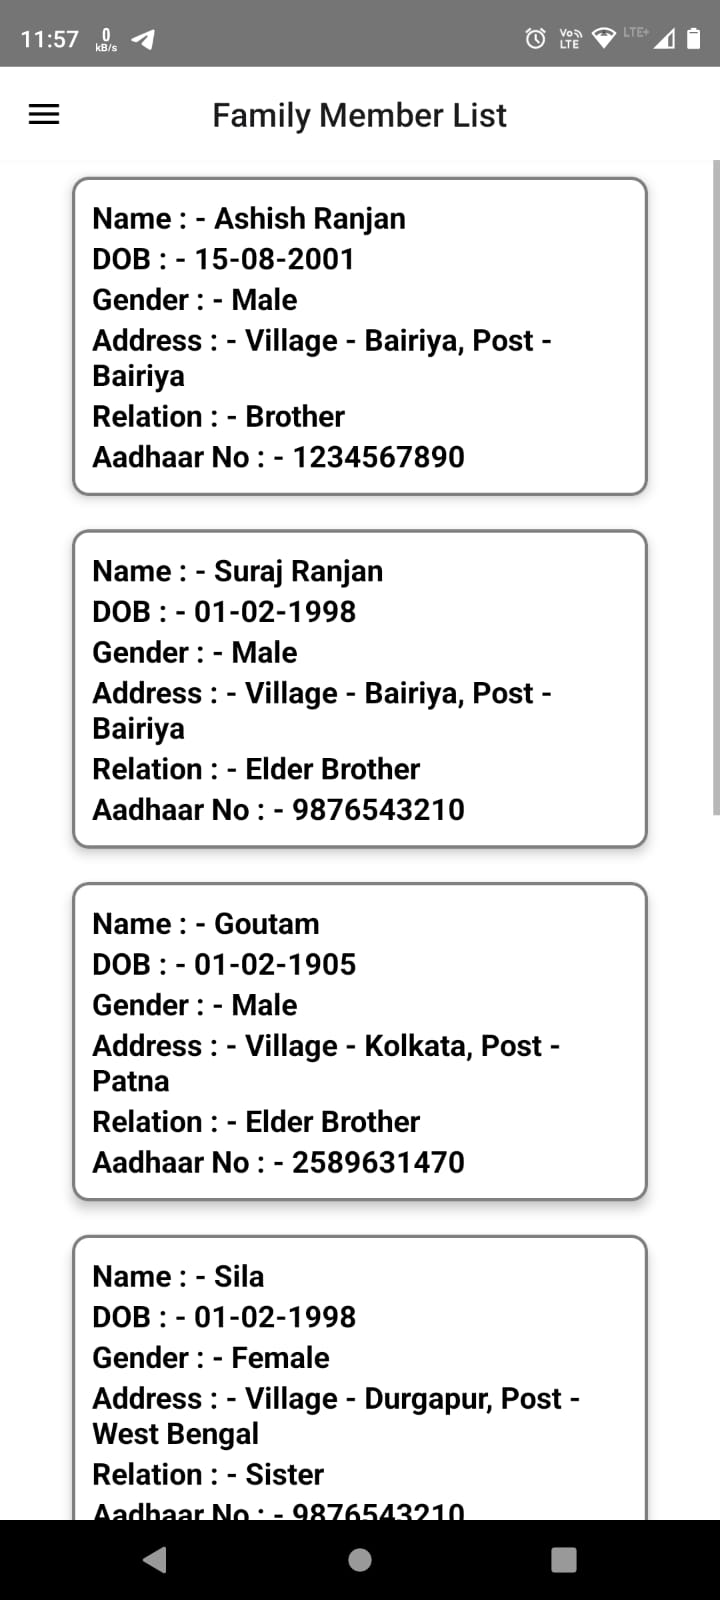 11:57 0 kB/s Vo LTE LTE+
Family Member List
Name : - Ashish Ranjan
DOB : - 15-08-2001
Gender : - Male
Address : - Village - Bairiya, Post -
Bairiya
Relation : - Brother
Aadhaar No : - 1234567890
Name : - Suraj Ranjan
DOB : - 01-02-1998
Gender : - Male
Address : - Village - Bairiya, Post -
Bairiya
Relation : - Elder Brother
Aadhaar No : - 9876543210
Name : - Goutam
DOB : - 01-02-1905
Gender : - Male
Address : - Village - Kolkata, Post -
Patna
Relation : - Elder Brother
Aadhaar No : - 2589631470
Name : - Sila
DOB : - 01-02-1998
Gender : - Female
Address : - Village - Durgapur, Post -
West Bengal
Relation : - Sister
Aadhaar No : - 9876543210